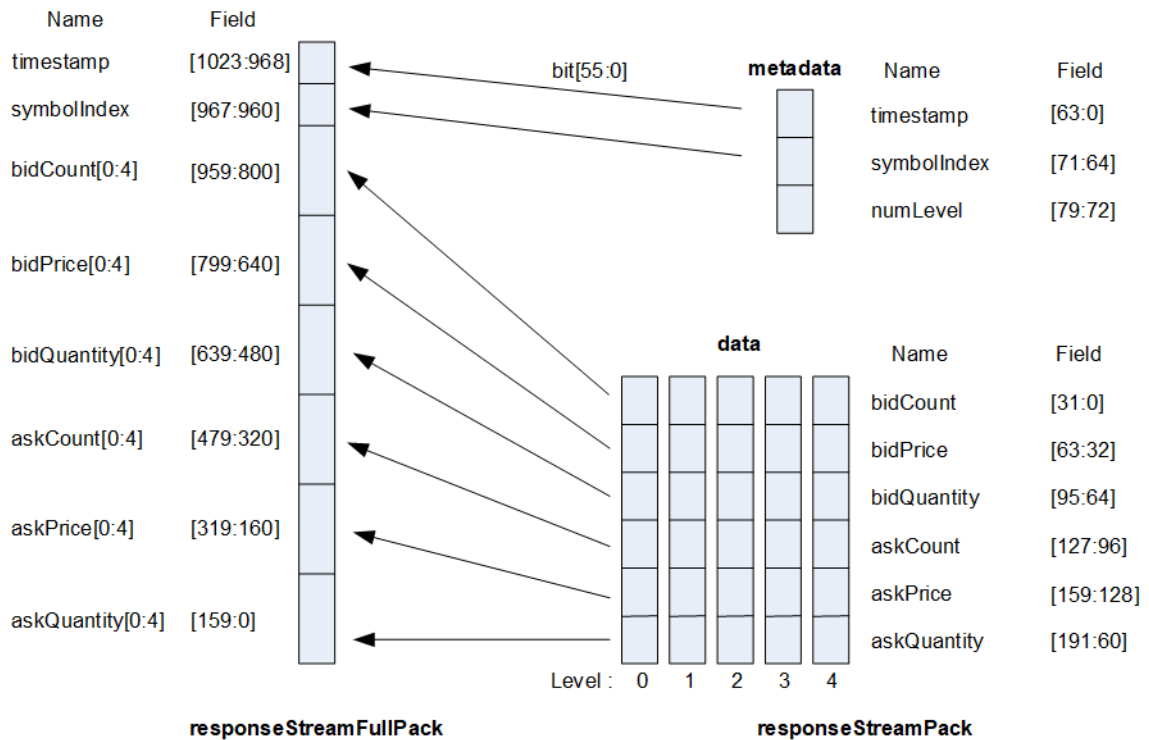 Name Field
timestamp [1023:968]
symbolIndex [967:960]
bidCount[0:4] [959:800]
bidPrice[0:4] [799:640]
bidQuantity[0:4] [639:480]
askCount[0:4] [479:320]
askPrice[0:4] [319:160]
askQuantity[0:4] [159:0]
responseStreamFullPack
bit[55:0]
metadata Name Field
timestamp [63:0]
symbolIndex [71:64]
numLevel [79:72]
data Name Field
bidCount [31:0]
bidPrice [63:32]
bidQuantity [95:64]
askCount [127:96]
askPrice [159:128]
askQuantity [191:60]
Level : 0 1 2 3 4
responseStreamPack